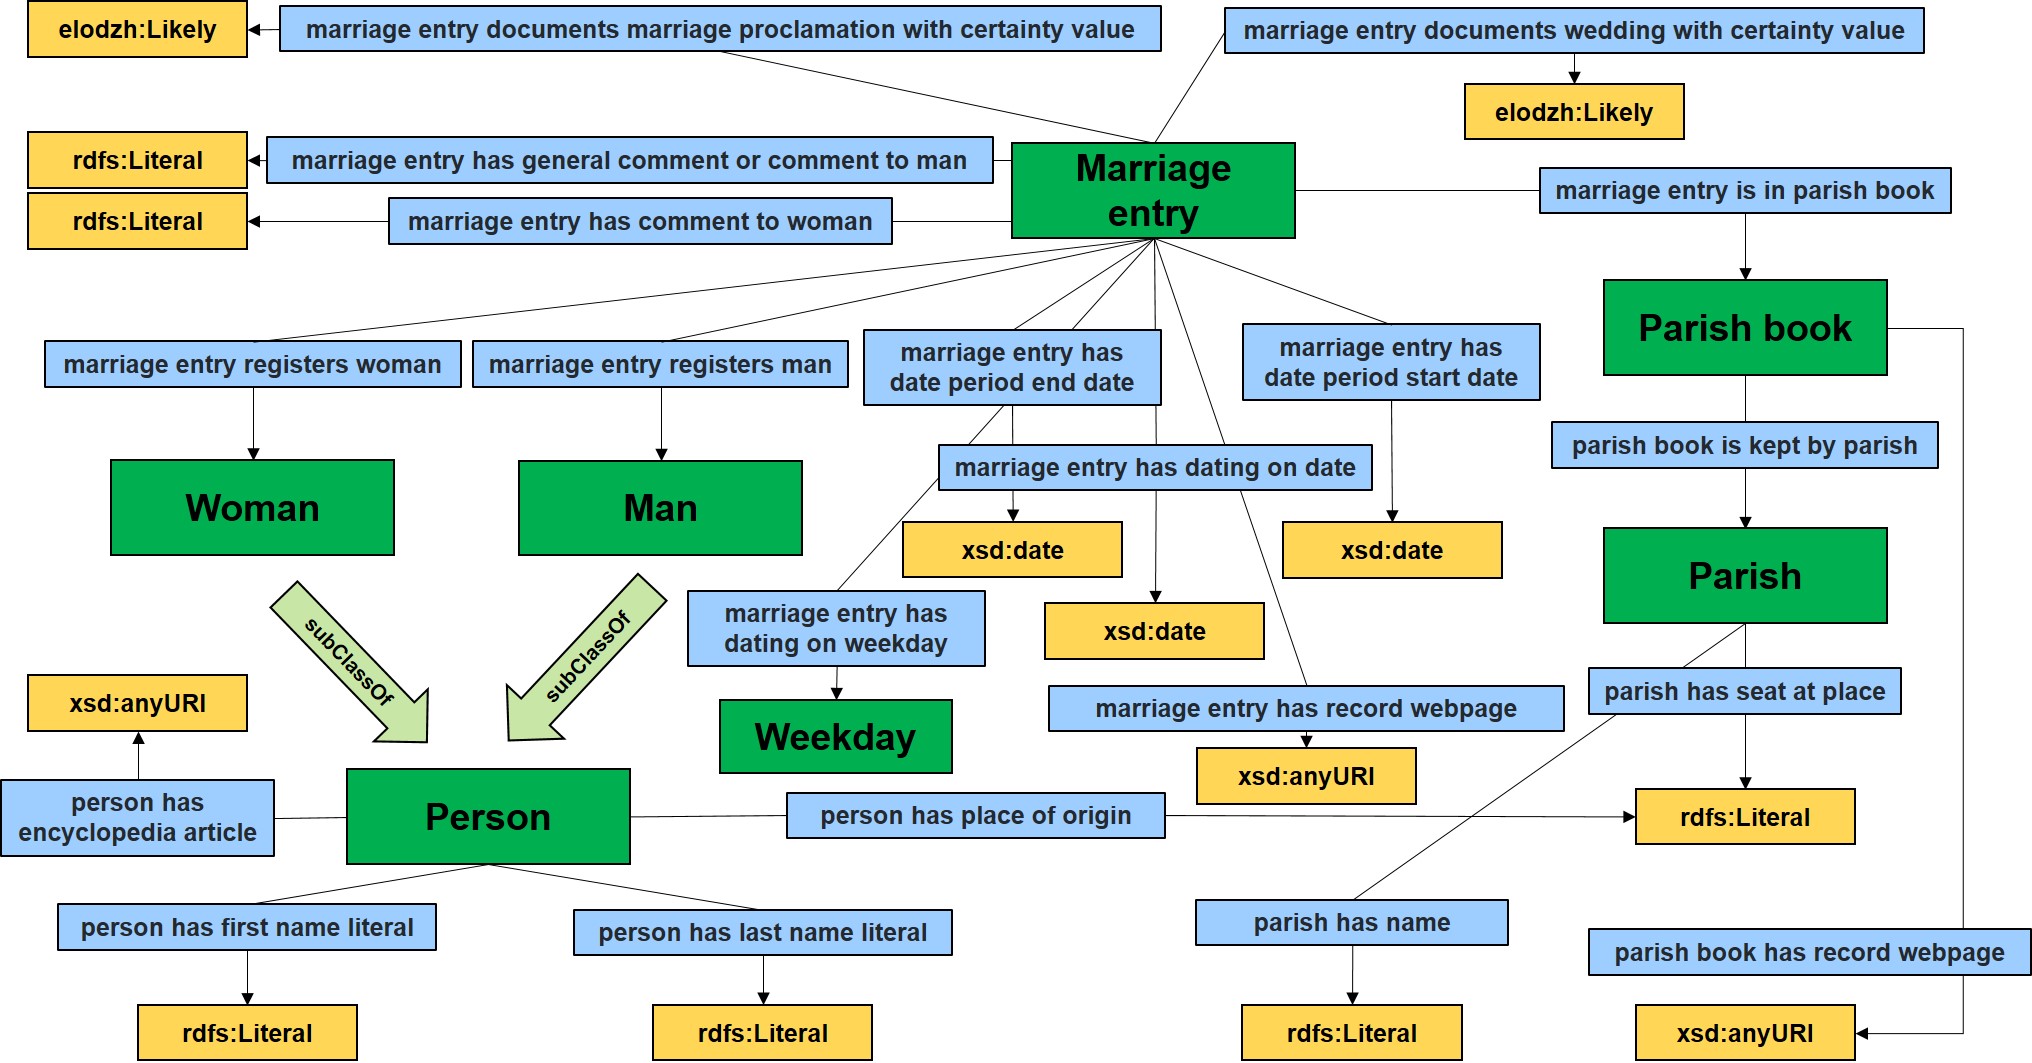 elodzh:Likely
marriage entry documents marriage proclamation with certainty value
marriage entry documents wedding with certainty value
elodzh:Likely
rdfs:Literal
marriage entry has general comment or comment to man
Marriage
entry
marriage entry is in parish book
rdfs:Literal
marriage entry has comment to woman
Parish book
marriage entry registers woman
marriage entry registers man
marriage entry has
date period end date
marriage entry has
date period start date
parish book is kept by parish
marriage entry has dating on date
Woman
Man
xsd:date
xsd:date
Parish
subClassOf
subClassOf
marriage entry has
dating on weekday
xsd:date
xsd:anyURI
parish has seat at place
marriage entry has record webpage
Weekday
xsd:anyURI
person has
encyclopedia article
Person
person has place of origin
rdfs:Literal
person has first name literal
person has last name literal
parish has name
parish book has record webpage
rdfs:Literal
rdfs:Literal
rdfs:Literal
xsd:anyURI